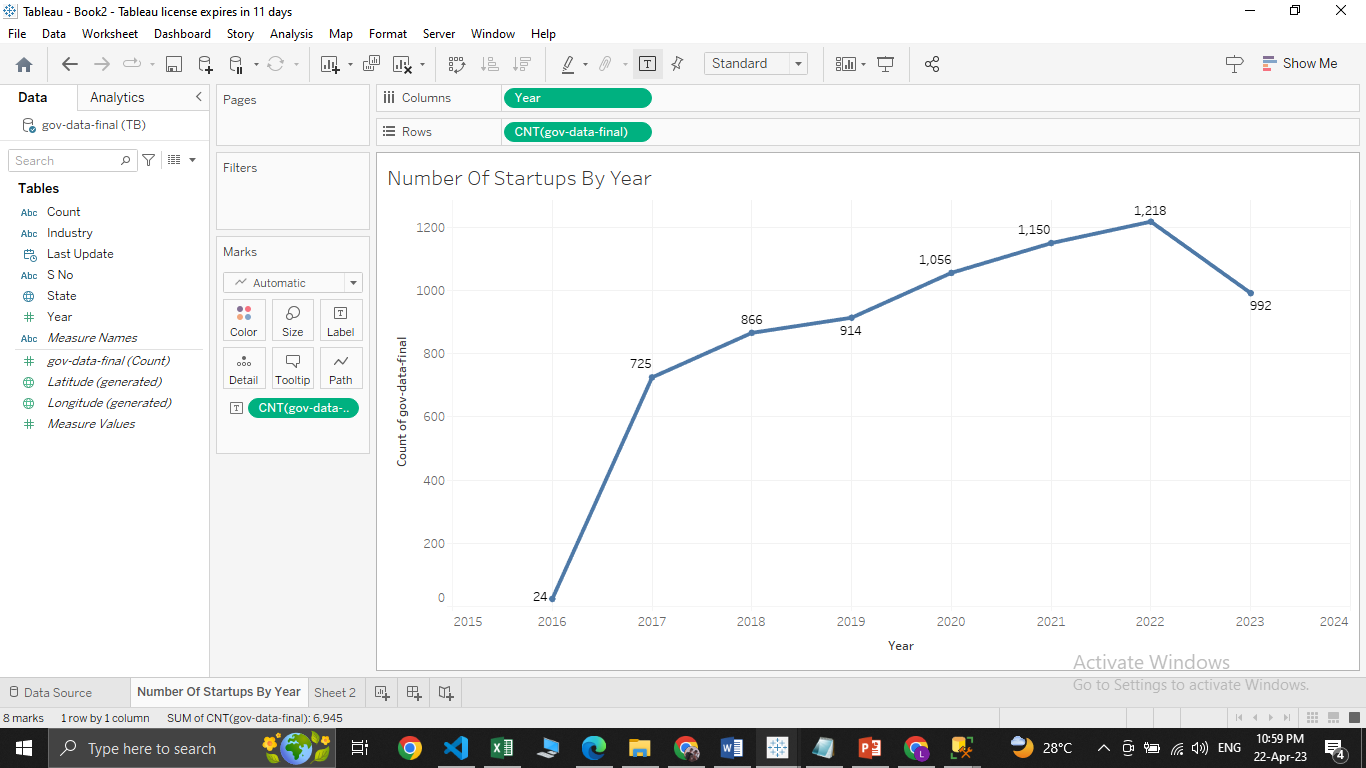 Tableau - Book2 - Tableau license expires in 11 days
File Data Worksheet Dashboard Story Analysis Map Format Server Window Help
Standard
Show Me
Data Analytics
gov-data-final (TB)
Search
Tables
Abc Count
Abc Industry
Last Update
Abc S No
State
# Year
Abc Measure Names
# gov-data-final (Count)
Latitude (generated)
Longitude (generated)
# Measure Values
Pages
Filters
Marks
Automatic
Color Size Label
Detail Tooltip Path
T CNT(gov-data-..
Columns Year
Rows CNT(gov-data-final)
Number Of Startups By Year
1200
1000
800
600
400
200
0
Count of gov-data-final
24
725
866
914
1,056
1,150
1,218
992
2015 2016 2017 2018 2019 2020 2021 2022 2023 2024
Year
Activate Windows
Go to Settings to activate Windows.
Data Source Number Of Startups By Year Sheet 2
8 marks 1 row by 1 column SUM of CNT(gov-data-final): 6,945
Type here to search
28°C
ENG
10:59 PM
22-Apr-23
4